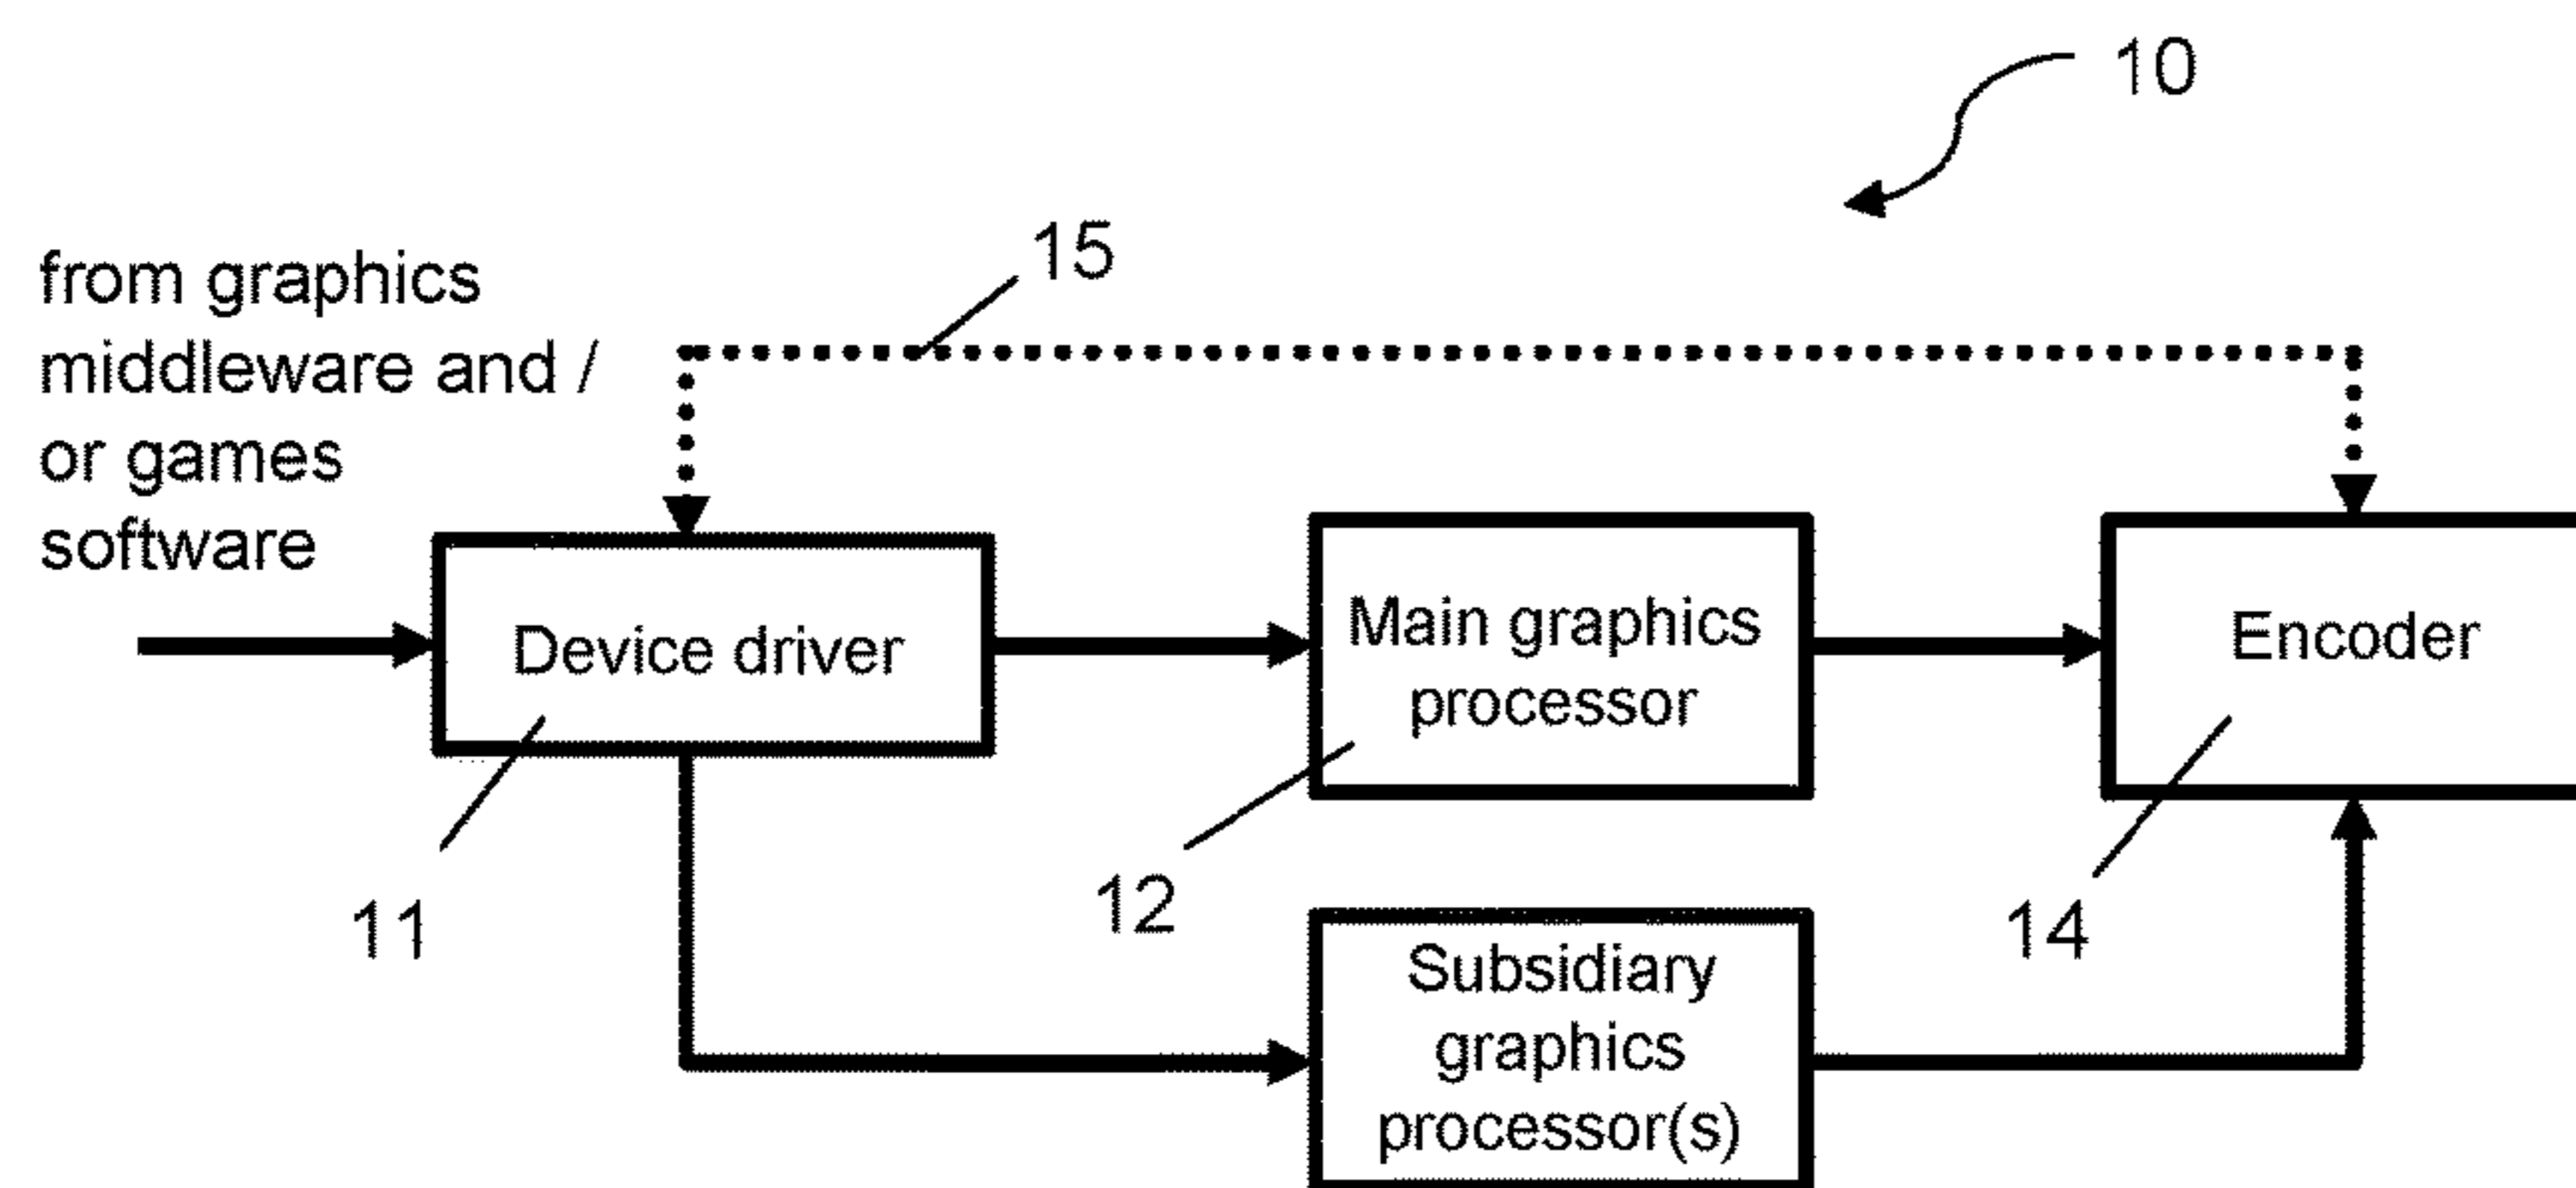 10
15
from graphics
middleware and /
or games
software
Device driver
Main graphics
processor
Encoder
11
12
14
Subsidiary
graphics
processor(s)